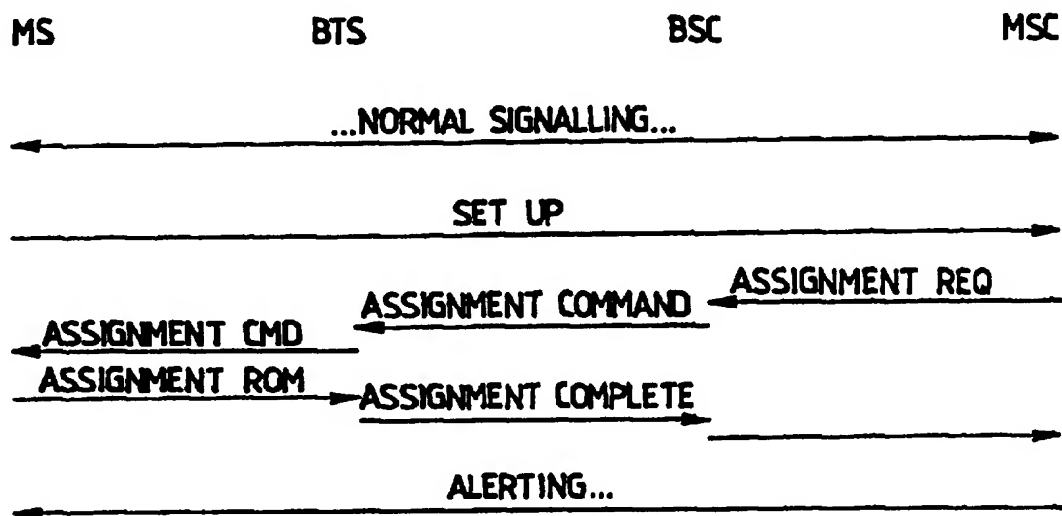 MS BTS BSC MSC
...NORMAL SIGNALLING...
SET UP
ASSIGNMENT REQ
ASSIGNMENT COMMAND
ASSIGNMENT CMD
ASSIGNMENT ROM
ASSIGNMENT COMPLETE
ALERTING...